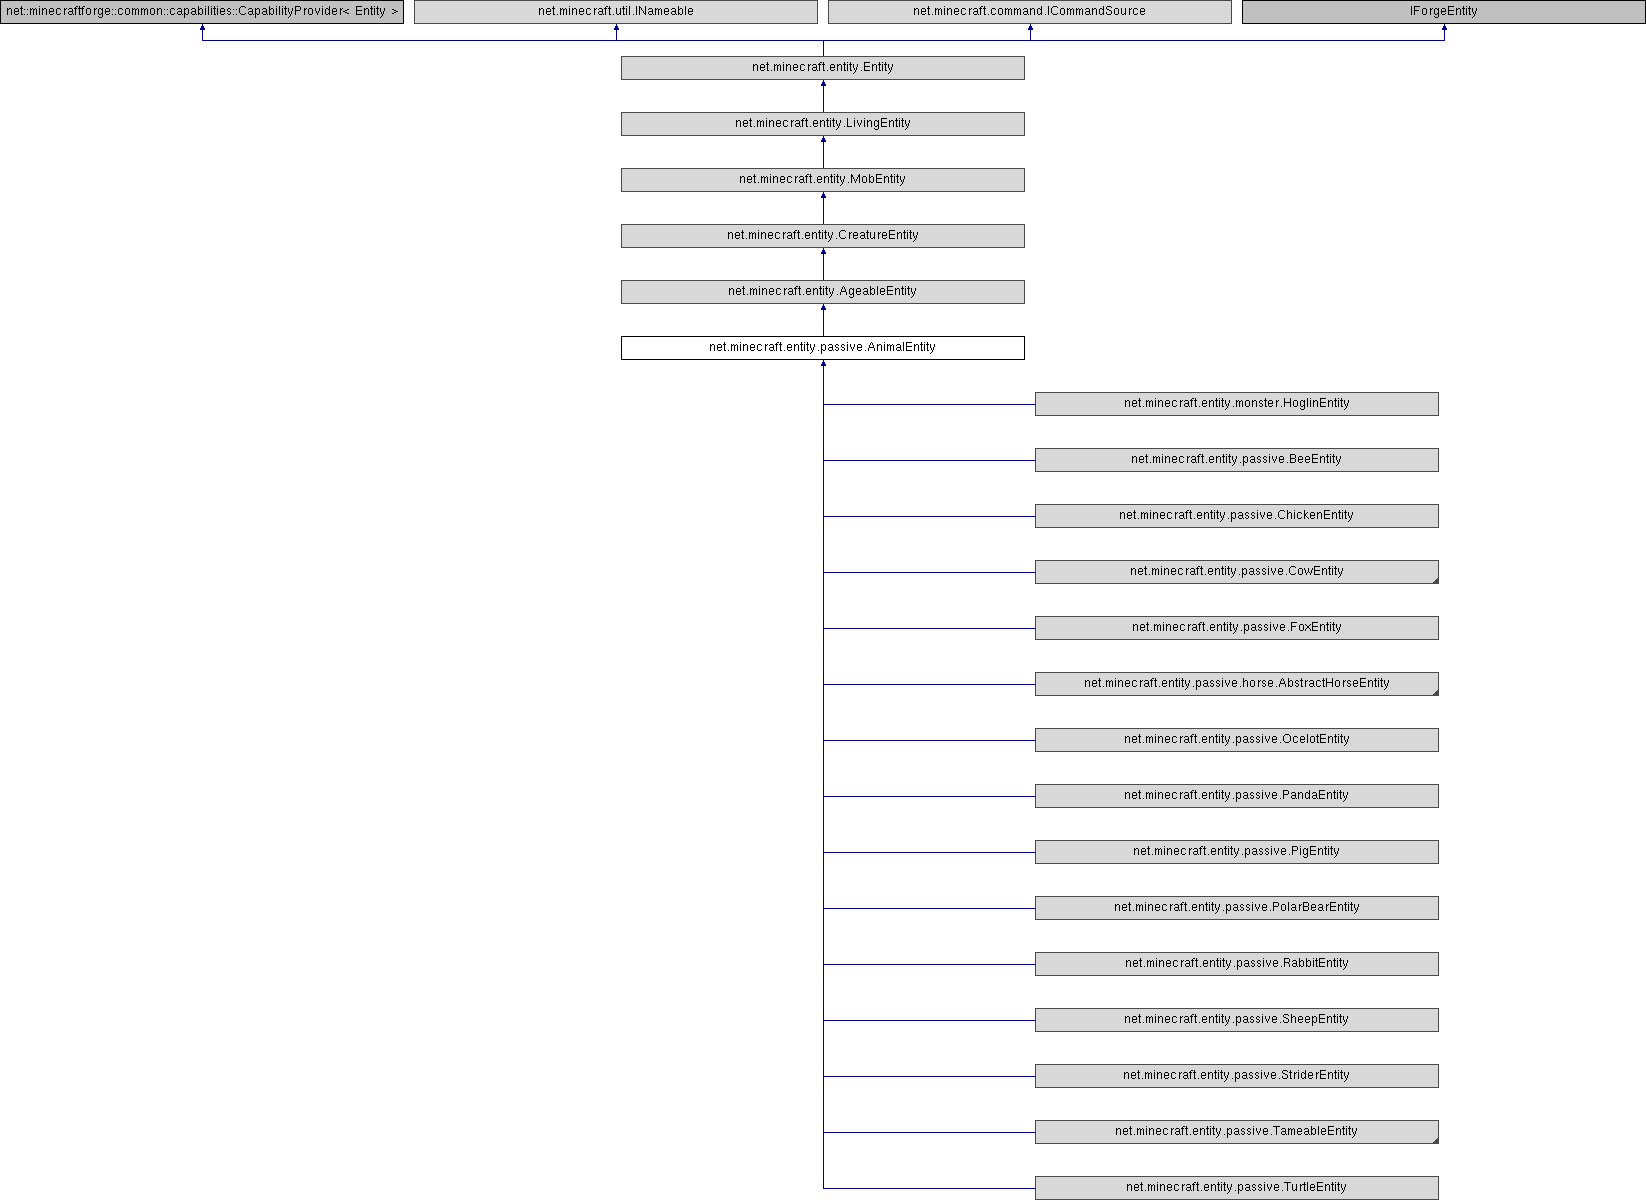 net::minecraftforge::common::capabilities::CapabilityProvider< Entity >
net.minecraft.util.INameable
net.minecraft.command.ICommandSource
IForgeEntity
net.minecraft.entity.Entity
net.minecraft.entity.LivingEntity
net.minecraft.entity.MobEntity
net.minecraft.entity.CreatureEntity
net.minecraft.entity.AgeableEntity
net.minecraft.entity.passive.AnimalEntity
net.minecraft.entity.monster.HoglinEntity
net.minecraft.entity.passive.BeeEntity
net.minecraft.entity.passive.ChickenEntity
net.minecraft.entity.passive.CowEntity
net.minecraft.entity.passive.FoxEntity
net.minecraft.entity.passive.horse.AbstractHorseEntity
net.minecraft.entity.passive.OcelotEntity
net.minecraft.entity.passive.PandaEntity
net.minecraft.entity.passive.PigEntity
net.minecraft.entity.passive.PolarBearEntity
net.minecraft.entity.passive.RabbitEntity
net.minecraft.entity.passive.SheepEntity
net.minecraft.entity.passive.StriderEntity
net.minecraft.entity.passive.TameableEntity
net.minecraft.entity.passive.TurtleEntity